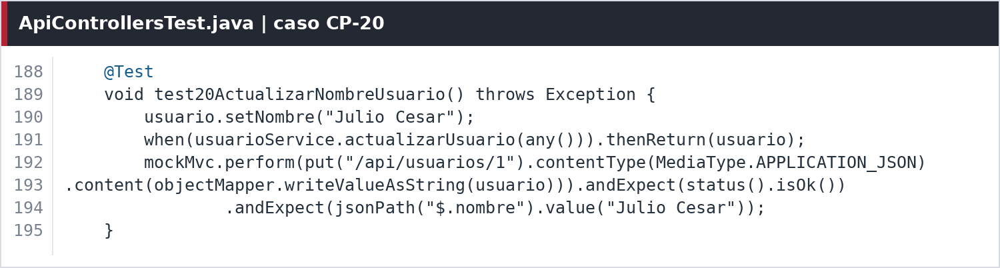 ApiControllersTest.java | caso CP-20
188 @Test
189 void test20ActualizarNombreUsuario() throws Exception {
190 usuario.setNombre("Julio Cesar");
191 when(usuarioService.actualizarUsuario(any())).thenReturn(usuario);
192 mockMvc.perform(put("/api/usuarios/1").contentType(MediaType.APPLICATION_JSON)
193 .content(objectMapper.writeValueAsString(usuario))).andExpect(status().isOk())
194 .andExpect(jsonPath("$.nombre").value("Julio Cesar"));
195 }